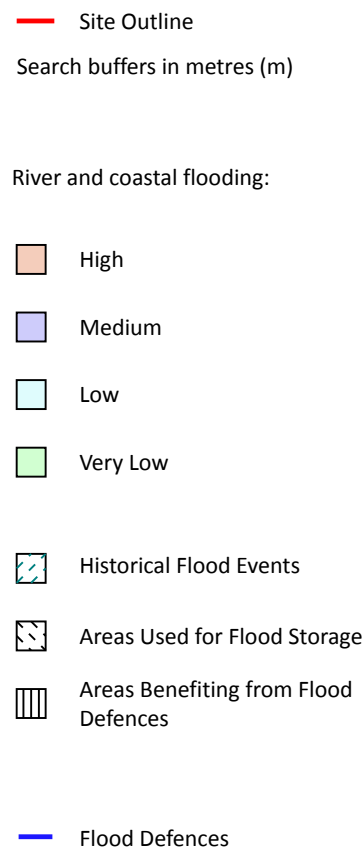 Site Outline
Search buffers in metres (m)
River and coastal flooding:
High
Medium
Low
Very Low
Historical Flood Events
Areas Used for Flood Storage
Areas Benefiting from Flood
Defences
Flood Defences